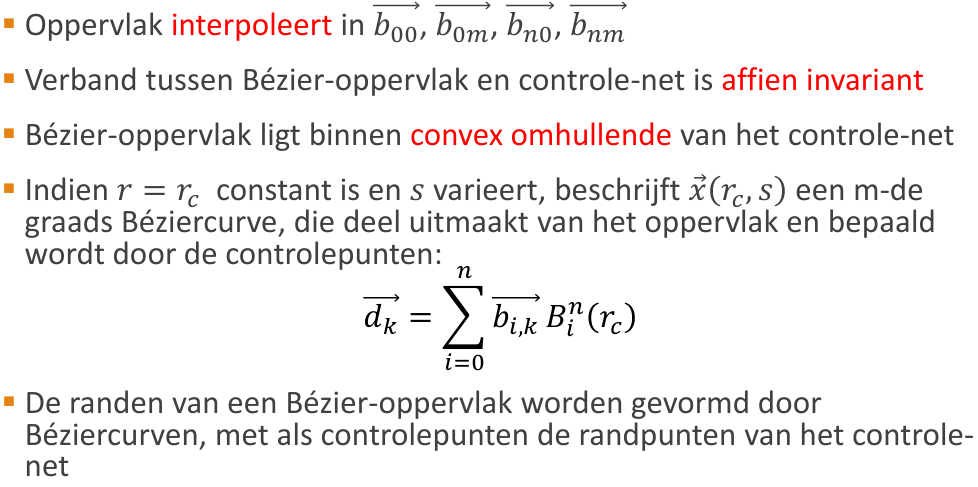 ▪ Oppervlak interpoleert in $\overrightarrow{b_{00}}, \overrightarrow{b_{0m}}, \overrightarrow{b_{n0}}, \overrightarrow{b_{nm}}$
▪ Verband tussen Bézier-oppervlak en controle-net is affien invariant
▪ Bézier-oppervlak ligt binnen convex omhullende van het controle-net
▪ Indien $r = r_c$ constant is en $s$ varieert, beschrijft $\vec{x}(r_c, s)$ een m-de
graads Béziercurve, die deel uitmaakt van het oppervlak en bepaald
wordt door de controlepunten:
$\overrightarrow{d_k} = \sum_{i=0}^{n} \overrightarrow{b_{i,k}} B_i^n(r_c)$
▪ De randen van een Bézier-oppervlak worden gevormd door
Béziercurven, met als controlepunten de randpunten van het controle-
net